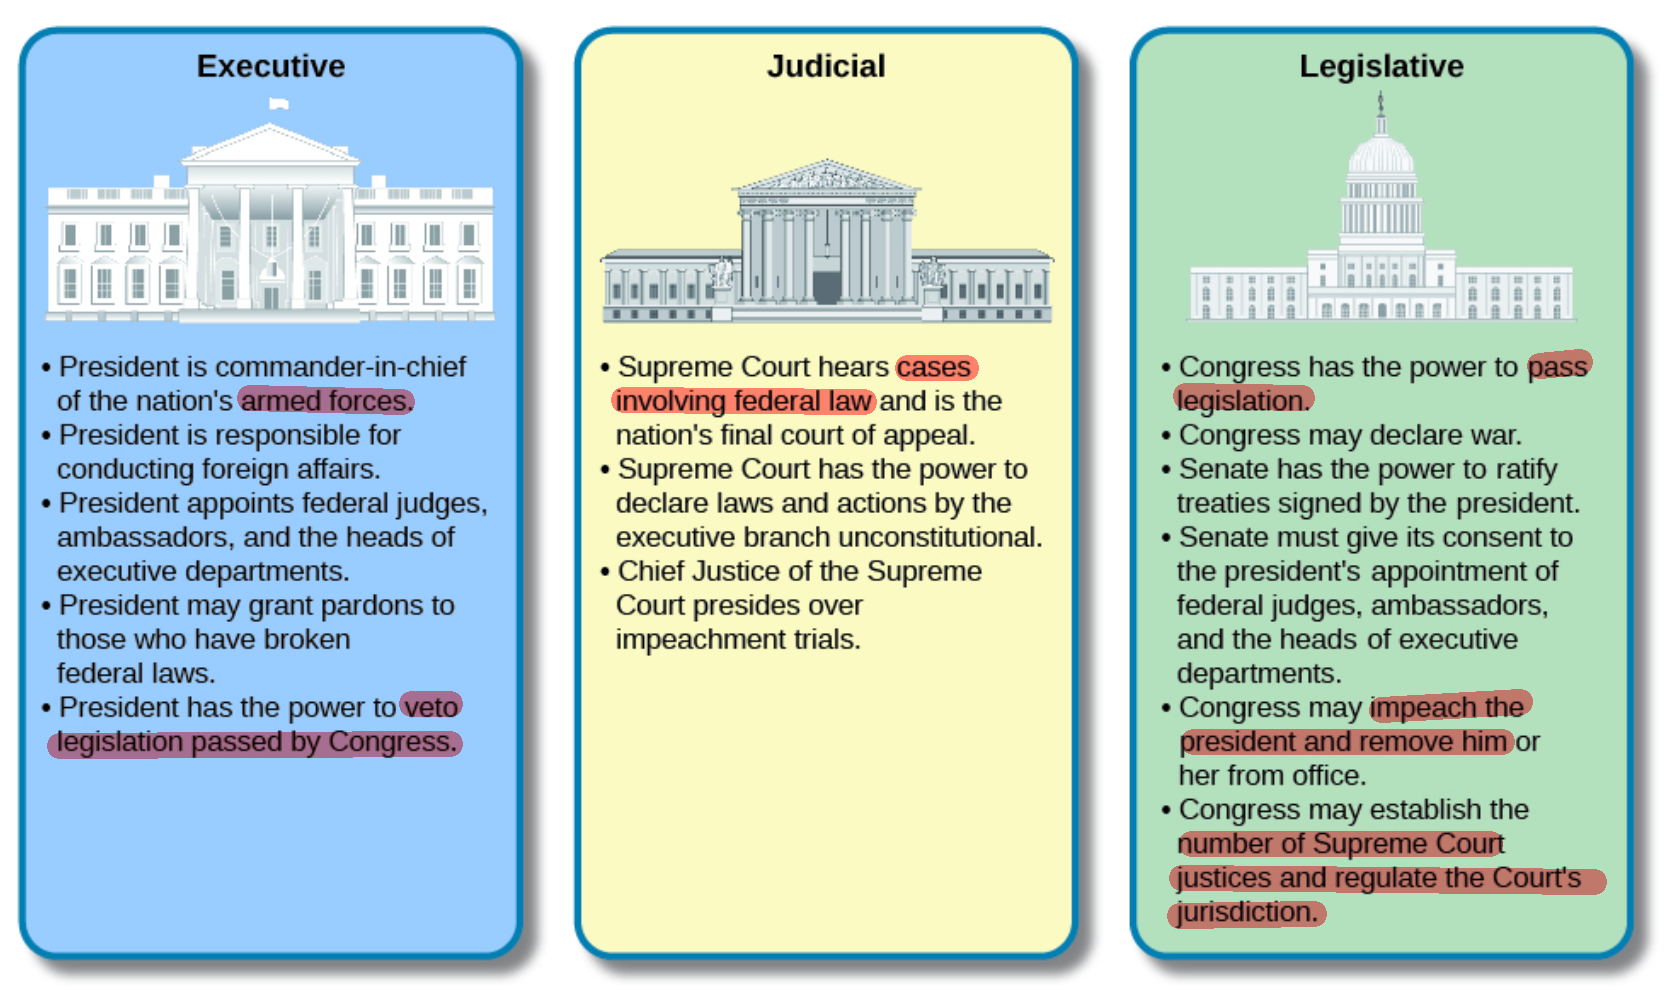 Executive
• President is commander-in-chief
of the nation's armed forces.
• President is responsible for
conducting foreign affairs.
• President appoints federal judges,
ambassadors, and the heads of
executive departments.
• President may grant pardons to
those who have broken
federal laws.
• President has the power to veto
legislation passed by Congress.
Judicial
• Supreme Court hears cases
involving federal law and is the
nation's final court of appeal.
• Supreme Court has the power to
declare laws and actions by the
executive branch unconstitutional.
• Chief Justice of the Supreme
Court presides over
impeachment trials.
Legislative
• Congress has the power to pass
legislation.
• Congress may declare war.
• Senate has the power to ratify
treaties signed by the president.
• Senate must give its consent to
the president's appointment of
federal judges, ambassadors,
and the heads of executive
departments.
• Congress may impeach the
president and remove him or
her from office.
• Congress may establish the
number of Supreme Court
justices and regulate the Court's
jurisdiction.